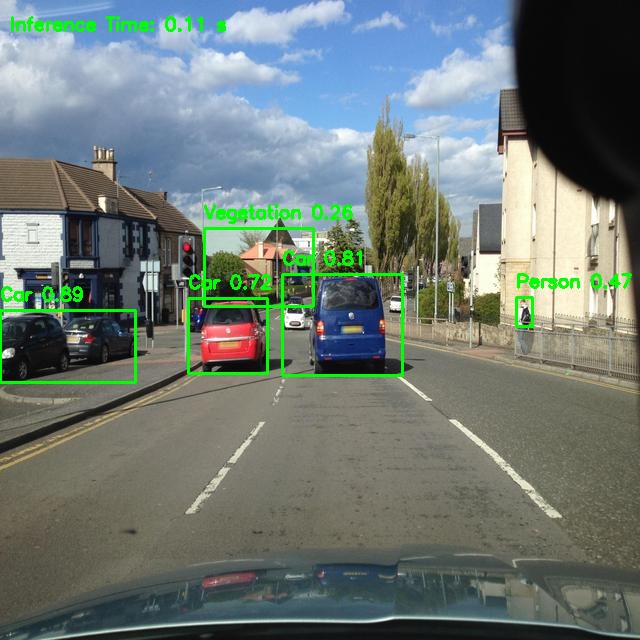 Inference Time: 0.11 s
Vegetation 0.26
Car 0.81
Car 0.72
Person 0.47
Car 0.89